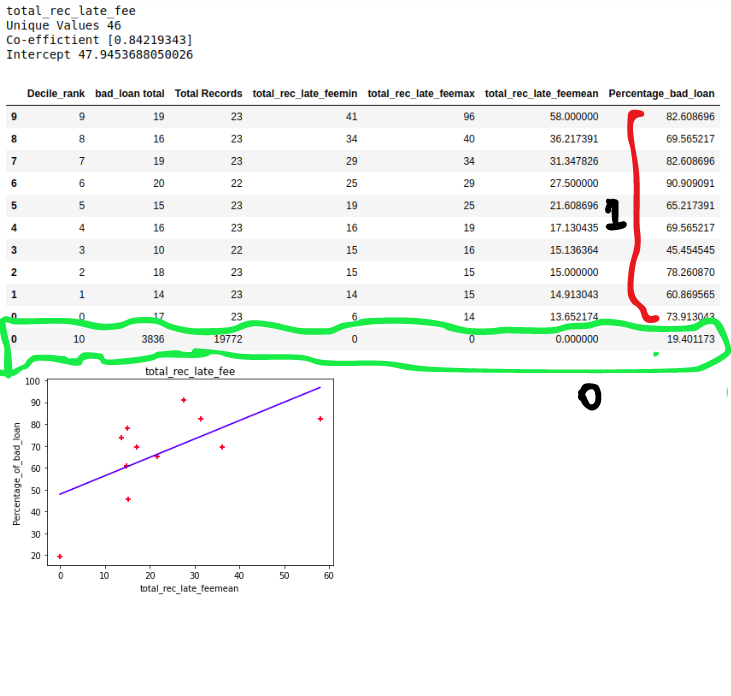 total_rec_late_fee
Unique Values 46
Co-effictient [0.84219343]
Intercept 47.9453688050026
Decile_rank bad_loan total Total Records total_rec_late_feemin total_rec_late_feemax total_rec_late_feemean Percentage_bad_loan
9 9 19 23 41 96 58.000000 82.608696
8 8 16 23 34 40 36.217391 69.565217
7 7 19 23 29 34 31.347826 82.608696
6 6 20 22 25 29 27.500000 90.909091
5 5 15 23 19 25 21.608696 65.217391
1
4 4 16 23 16 19 17.130435 69.565217
3 3 10 22 15 16 15.136364 45.454545
2 2 18 23 15 15 15.000000 78.260870
1 1 14 23 14 15 14.913043 60.869565
0 0 17 23 6 14 13.652174 73.913043
0 10 3836 19772 0 0 0.000000 19.401173
0
total_rec_late_fee
Percentage_of_bad_loan
100
90
80
70
60
50
40
30
20
0 10 20 30 40 50 60
total_rec_late_feemean